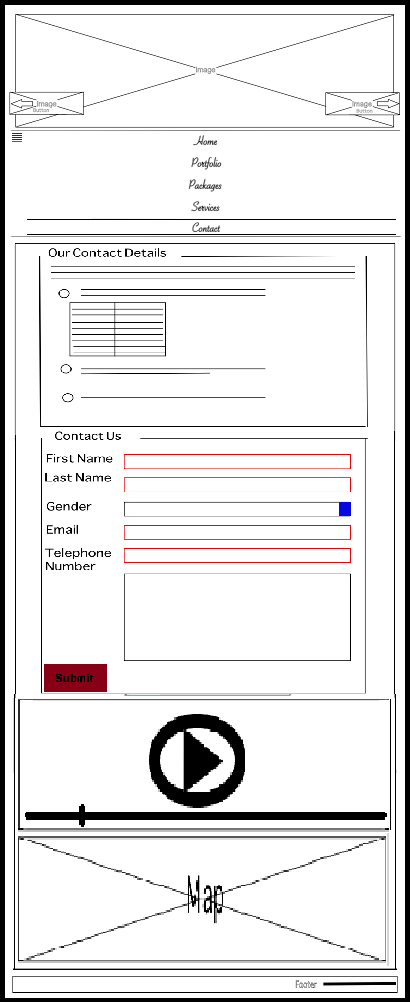 Image
Image
Button
Image
Button
Home
Portfolio
Packages
Services
Contact
Our Contact Details
Contact Us
First Name
Last Name
Gender
Email
Telephone
Number
Submit
Map
Footer